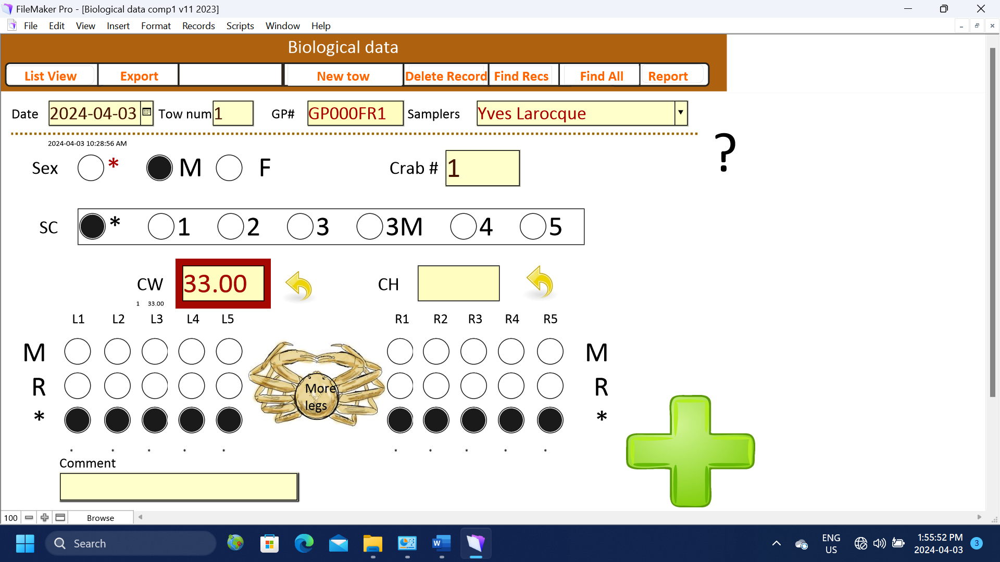 FileMaker Pro - [Biological data comp1 v11 2023]
File Edit View Insert Format Records Scripts Window Help
Biological data
List View Export New tow Delete Record Find Recs Find All Report
Date 2024-04-03 Tow num 1 GP# GP000FR1 Samplers Yves Larocque
2024-04-03 10:28:56 AM
?
Sex * M F Crab # 1
SC * 1 2 3 3M 4 5
CW 33.00 CH
1 33.00
L1 L2 L3 L4 L5 R1 R2 R3 R4 R5
M M
R R
More
legs
* *
* * * * * * * * * *
Comment
100 Browse
Search
ENG
US
1:55:52 PM
2024-04-03
3